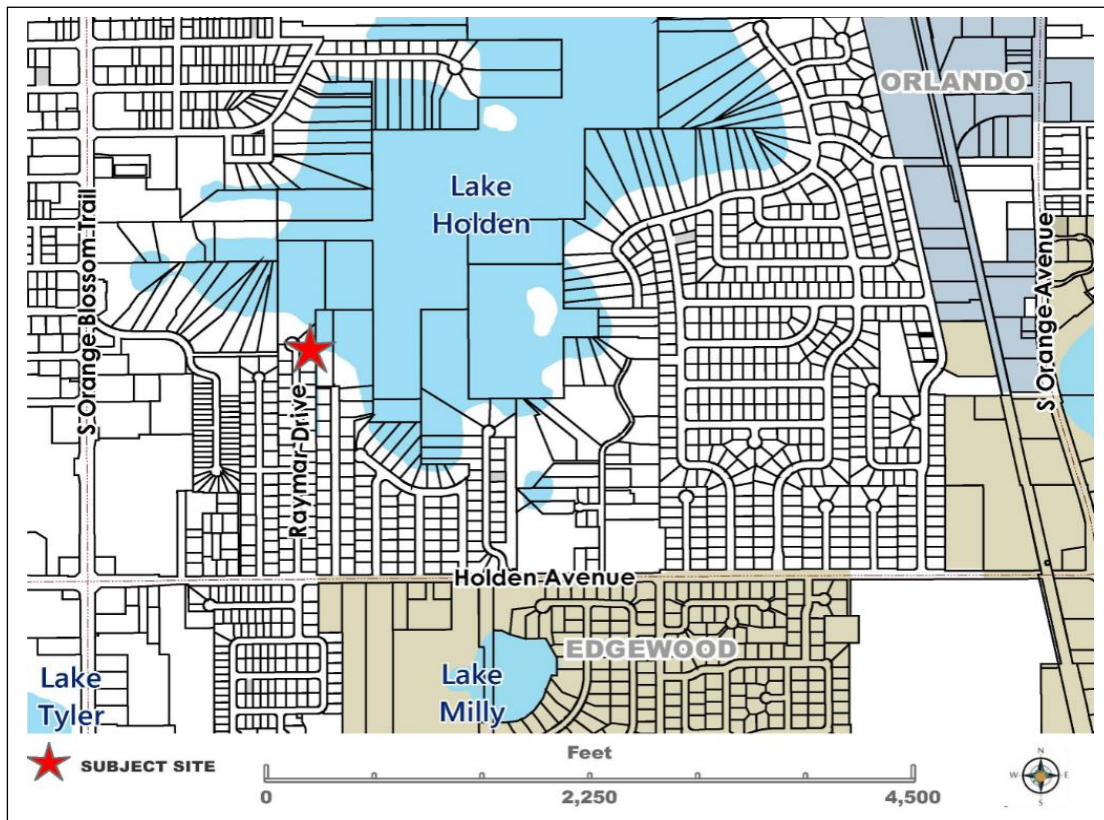 ORLANDO
Lake
Holden
S Orange Blossom Trail
S Orange Avenue
Raymar Drive
Holden Avenue
EDGEWOOD
Lake
Tyler
Lake
Milly
SUBJECT SITE
Feet
0
2,250
4,500
N
W
E
S